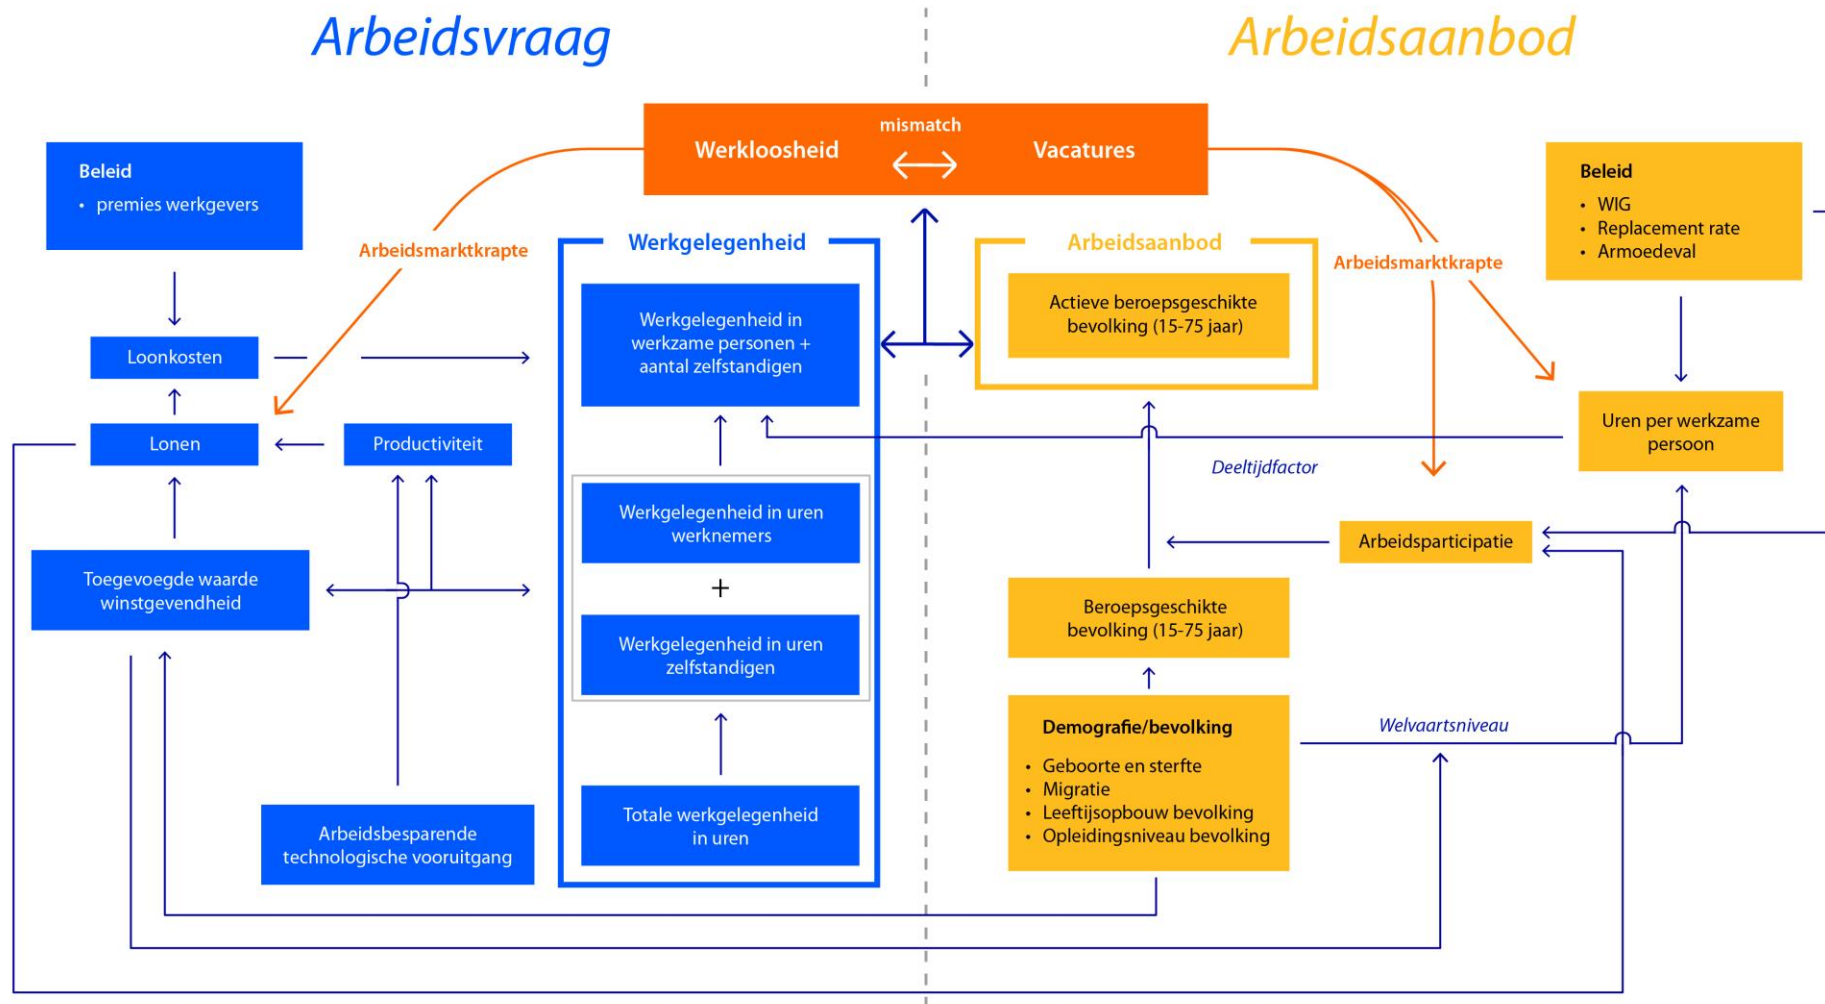 Arbeidsvraag
Arbeidsaanbod
mismatch
Werkloosheid
Vacatures
Beleid
• premies werkgevers
Arbeidsmarktkrapte
Loonkosten
Lonen
Productiviteit
Toegevoegde waarde
winstgevendheid
Arbeidsbesparende
technologische vooruitgang
Werkgelegenheid
Werkgelegenheid in
werkzame personen +
aantal zelfstandigen
Werkgelegenheid in uren
werknemers
+
Werkgelegenheid in uren
zelfstandigen
Totale werkgelegenheid
in uren
Arbeidsaanbod
Actieve beroepsgeschikte
bevolking (15-75 jaar)
Arbeidsmarktkrapte
Beleid
• WIG
• Replacement rate
• Armoedeval
Uren per werkzame
persoon
Deeltijdfactor
Arbeidsparticipatie
Beroepsgeschikte
bevolking (15-75 jaar)
Demografie/bevolking
• Geboorte en sterfte
• Migratie
• Leeftijsopbouw bevolking
• Opleidingsniveau bevolking
Welvaartsniveau